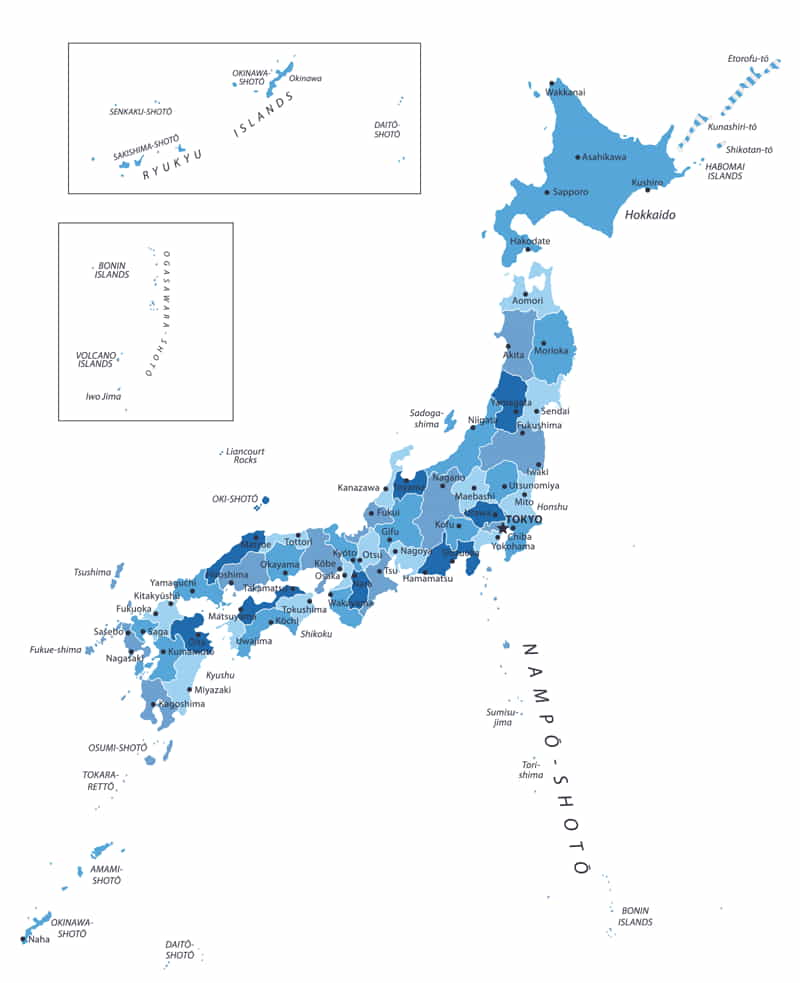 OKINAWA-
SHOTŌ
Okinawa
SENKAKU-SHOTŌ
DAITŌ-
SHOTŌ
SAKISHIMA-SHOTŌ
RYUKYU ISLANDS
Etorofu-tō
Wakkanai
Kunashiri-tō
Shikotan-tō
HABOMAI
ISLANDS
Asahikawa
Kushiro
Sapporo
Hokkaido
Hakodate
BONIN
ISLANDS
OGASAWARA-SHOTO
VOLCANO
ISLANDS
Iwo Jima
Aomori
Akita
Morioka
Yamagata
Sendai
Sadoga-
shima
Niigata
Fukushima
Liancourt
Rocks
Iwaki
Nagano
Toyama
Kanazawa
Utsunomiya
Maebashi
Mito
Honshu
OKI-SHOTŌ
Fukui
Urawa
TOKYO
Kofu
Gifu
Chiba
Yokohama
Matsue
Tottori
Kyōto
Otsu
Nagoya
Shizuoka
Okayama
Kōbe
Osaka
Tsu
Hamamatsu
Tsushima
Yamaguchi
Hiroshima
Nara
Takamatsu
Kitakyūshū
Wakayama
Fukuoka
Tokushima
Matsuyama
Kōchi
Sasebo
Saga
Oita
Uwajima
Shikoku
Fukue-shima
Nagasaki
Kumamoto
Kyushu
Miyazaki
Kagoshima
NAMPŌ-SHOTŌ
Sumisu-
jima
OSUMI-SHOTŌ
Tori-
shima
TOKARA-
RETTŌ
AMAMI-
SHOTŌ
OKINAWA-
SHOTŌ
Naha
BONIN
ISLANDS
DAITŌ-
SHOTŌ